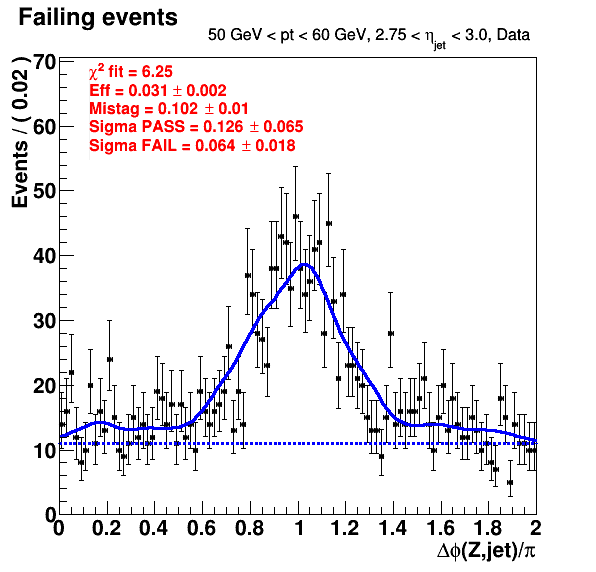 Failing events
50 GeV < pt < 60 GeV, 2.75 < η_jet < 3.0, Data
χ² fit = 6.25
Eff = 0.031 ± 0.002
Mistag = 0.102 ± 0.01
Sigma PASS = 0.126 ± 0.065
Sigma FAIL = 0.064 ± 0.018
Events / ( 0.02 )
70
60
50
40
30
20
10
0
0 0.2 0.4 0.6 0.8 1 1.2 1.4 1.6 1.8 2
Δφ(Z,jet)/π